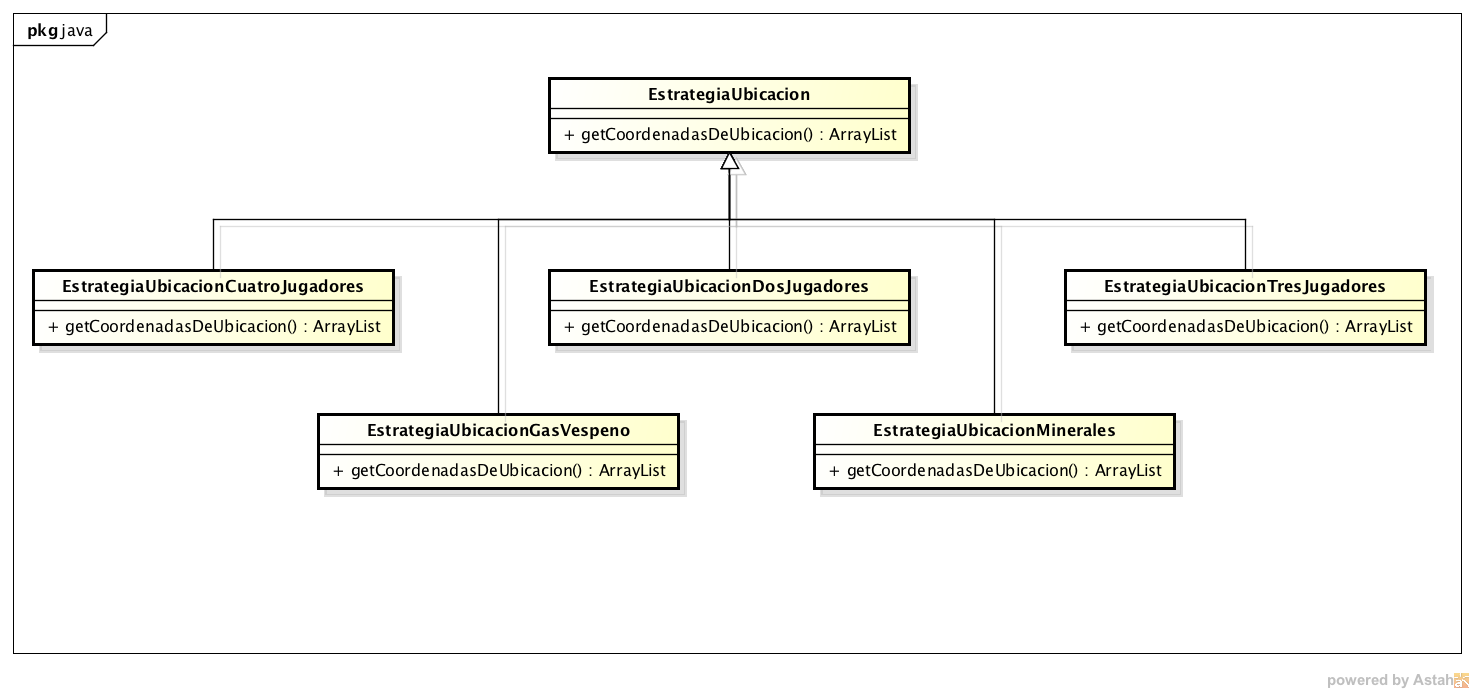 pkg java
EstrategiaUbicacion
+ getCoordenadasDeUbicacion() : ArrayList
EstrategiaUbicacionCuatroJugadores
+ getCoordenadasDeUbicacion() : ArrayList
EstrategiaUbicacionDosJugadores
+ getCoordenadasDeUbicacion() : ArrayList
EstrategiaUbicacionTresJugadores
+ getCoordenadasDeUbicacion() : ArrayList
EstrategiaUbicacionGasVespeno
+ getCoordenadasDeUbicacion() : ArrayList
EstrategiaUbicacionMinerales
+ getCoordenadasDeUbicacion() : ArrayList
powered by Astah